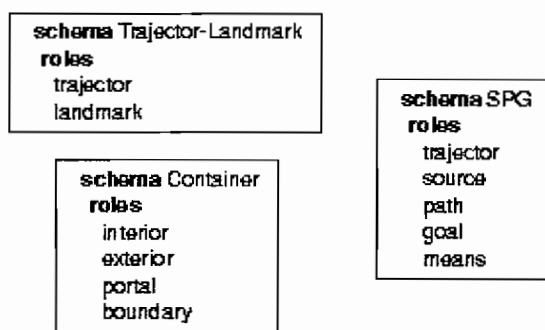 schema Trajector-Landmark
roles
trajector
landmark
schema Container
roles
interior
exterior
portal
boundary
schema SPG
roles
trajector
source
path
goal
means